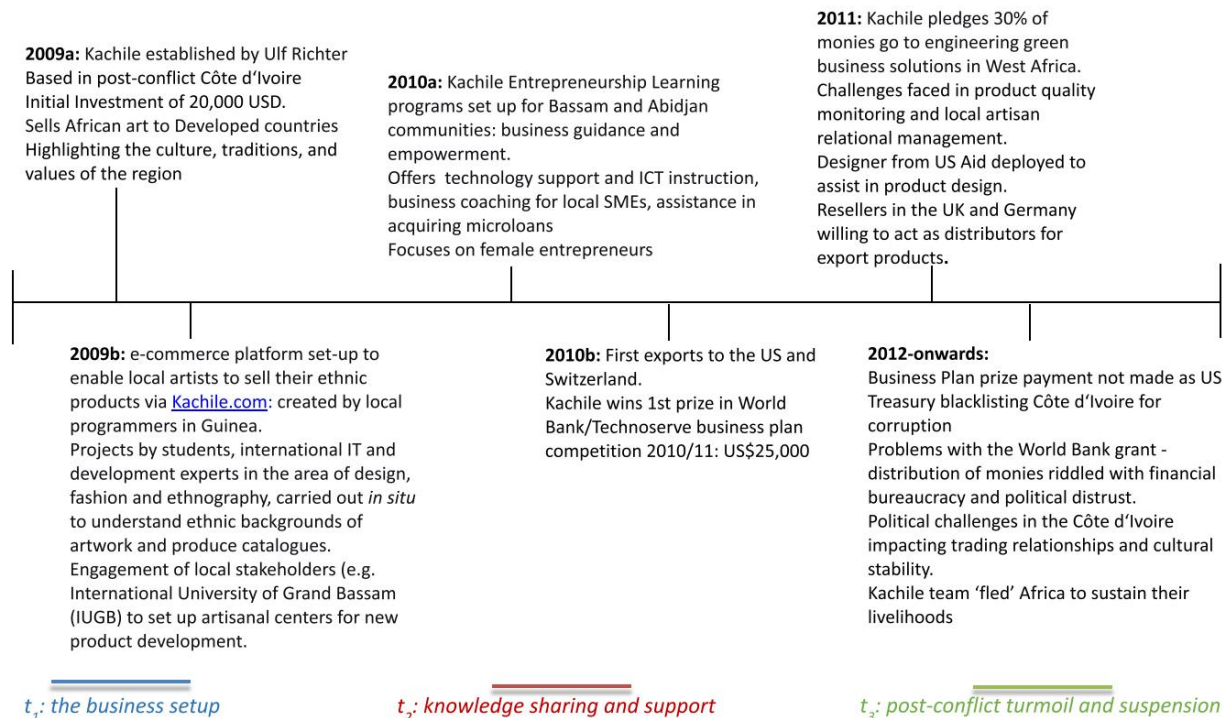 2009a: Kachile established by Ulf Richter
Based in post-conflict Côte d‘Ivoire
Initial Investment of 20,000 USD.
Sells African art to Developed countries
Highlighting the culture, traditions, and
values of the region
2010a: Kachile Entrepreneurship Learning
programs set up for Bassam and Abidjan
communities: business guidance and
empowerment.
Offers technology support and ICT instruction,
business coaching for local SMEs, assistance in
acquiring microloans
Focuses on female entrepreneurs
2011: Kachile pledges 30% of
monies go to engineering green
business solutions in West Africa.
Challenges faced in product quality
monitoring and local artisan
relational management.
Designer from US Aid deployed to
assist in product design.
Resellers in the UK and Germany
willing to act as distributors for
export products.
2009b: e-commerce platform set-up to
enable local artists to sell their ethnic
products via Kachile.com: created by local
programmers in Guinea.
Projects by students, international IT and
development experts in the area of design,
fashion and ethnography, carried out in situ
to understand ethnic backgrounds of
artwork and produce catalogues.
Engagement of local stakeholders (e.g.
International University of Grand Bassam
(IUGB) to set up artisanal centers for new
product development.
2010b: First exports to the US and
Switzerland.
Kachile wins 1st prize in World
Bank/Technoserve business plan
competition 2010/11: US$25,000
2012-onwards:
Business Plan prize payment not made as US
Treasury blacklisting Côte d‘Ivoire for
corruption
Problems with the World Bank grant -
distribution of monies riddled with financial
bureaucracy and political distrust.
Political challenges in the Côte d‘Ivoire
impacting trading relationships and cultural
stability.
Kachile team ‘fled’ Africa to sustain their
livelihoods
t1: the business setup
t2: knowledge sharing and support
t3: post-conflict turmoil and suspension